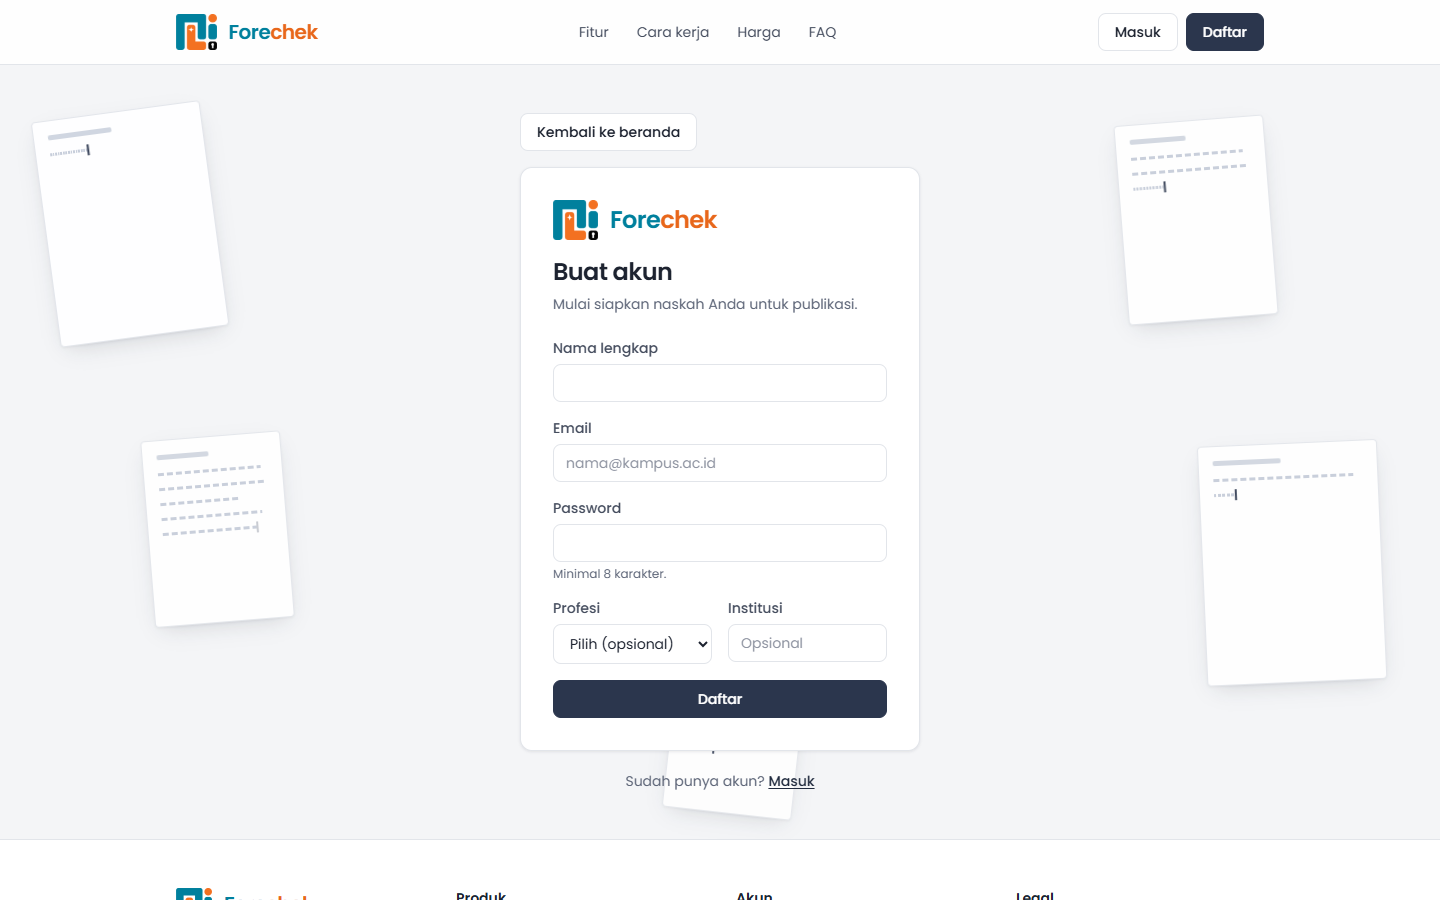 Forechek
Fitur
Cara kerja
Harga
FAQ
Masuk
Daftar
Kembali ke beranda
Forechek
Buat akun
Mulai siapkan naskah Anda untuk publikasi.
Nama lengkap
Email
nama@kampus.ac.id
Password
Minimal 8 karakter.
Profesi
Institusi
Pilih (opsional)
Opsional
Daftar
Sudah punya akun? Masuk
Forechek
Produk
Akun
Legal